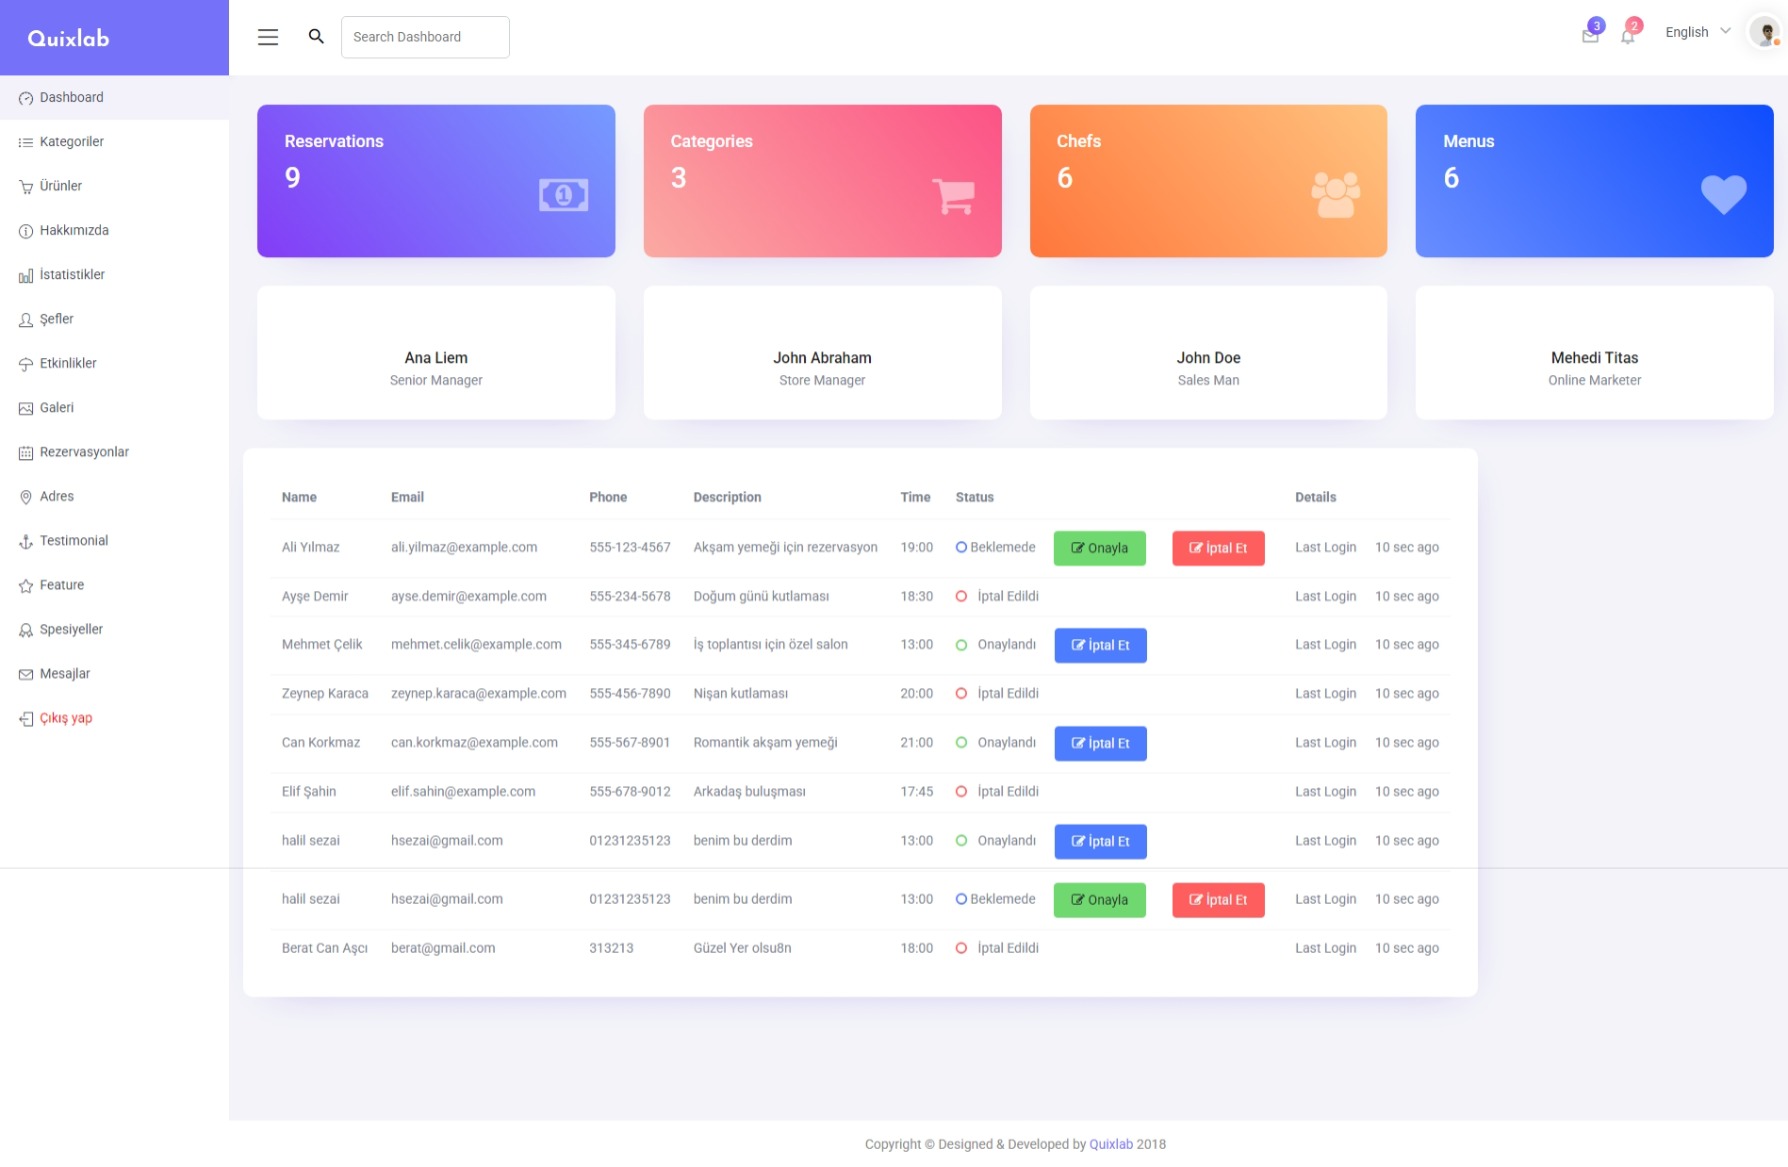 Quixlab
Search Dashboard
3
2
English
Dashboard
Kategoriler
Ürünler
Hakkımızda
İstatistikler
Şefler
Etkinlikler
Galeri
Rezervasyonlar
Adres
Testimonial
Feature
Spesiyeller
Mesajlar
Çıkış yap
Reservations
9
1
Categories
3
Chefs
6
Menus
6
Ana Liem
Senior Manager
John Abraham
Store Manager
John Doe
Sales Man
Mehedi Titas
Online Marketer
Name Email Phone Description Time Status Details
Ali Yılmaz ali.yilmaz@example.com 555-123-4567 Akşam yemeği için rezervasyon 19:00 Beklemede Onayla İptal Et Last Login 10 sec ago
Ayşe Demir ayse.demir@example.com 555-234-5678 Doğum günü kutlaması 18:30 İptal Edildi Last Login 10 sec ago
Mehmet Çelik mehmet.celik@example.com 555-345-6789 İş toplantısı için özel salon 13:00 Onaylandı İptal Et Last Login 10 sec ago
Zeynep Karaca zeynep.karaca@example.com 555-456-7890 Nişan kutlaması 20:00 İptal Edildi Last Login 10 sec ago
Can Korkmaz can.korkmaz@example.com 555-567-8901 Romantik akşam yemeği 21:00 Onaylandı İptal Et Last Login 10 sec ago
Elif Şahin elif.sahin@example.com 555-678-9012 Arkadaş buluşması 17:45 İptal Edildi Last Login 10 sec ago
halil sezai hsezai@gmail.com 01231235123 benim bu derdim 13:00 Onaylandı İptal Et Last Login 10 sec ago
halil sezai hsezai@gmail.com 01231235123 benim bu derdim 13:00 Beklemede Onayla İptal Et Last Login 10 sec ago
Berat Can Aşcı berat@gmail.com 313213 Güzel Yer olsu8n 18:00 İptal Edildi Last Login 10 sec ago
Copyright © Designed & Developed by Quixlab 2018